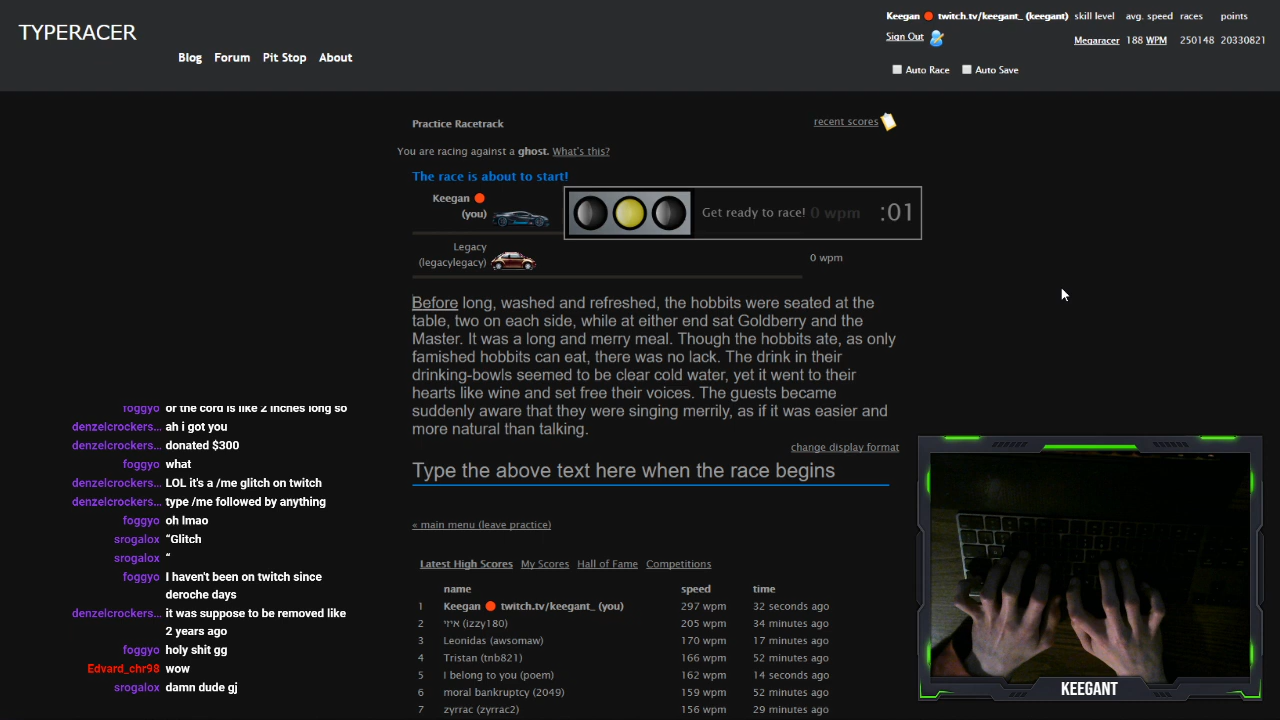 TYPERACER
Blog Forum Pit Stop About
Keegan 🔴 twitch.tv/keegant_ (keegant) skill level avg. speed races points
Sign Out Megaracer 188 WPM 250148 20330821
Auto Race Auto Save
Practice Racetrack
recent scores
You are racing against a ghost. What's this?
The race is about to start!
Keegan 🔴
(you)
Get ready to race! 0 wpm :01
Legacy
(legacylegacy)
0 wpm
Before long, washed and refreshed, the hobbits were seated at the
table, two on each side, while at either end sat Goldberry and the
Master. It was a long and merry meal. Though the hobbits ate, as only
famished hobbits can eat, there was no lack. The drink in their
drinking-bowls seemed to be clear cold water, yet it went to their
hearts like wine and set free their voices. The guests became
suddenly aware that they were singing merrily, as if it was easier and
more natural than talking.
change display format
Type the above text here when the race begins
« main menu (leave practice)
Latest High Scores My Scores Hall of Fame Competitions
name speed time
1 Keegan 🔴 twitch.tv/keegant_ (you) 297 wpm 32 seconds ago
2 איזי (izzy180) 205 wpm 34 minutes ago
3 Leonidas (awsomaw) 170 wpm 17 minutes ago
4 Tristan (tnb821) 166 wpm 52 minutes ago
5 I belong to you (poem) 162 wpm 14 seconds ago
6 moral bankruptcy (2049) 159 wpm 52 minutes ago
7 zyrrac (zyrrac2) 156 wpm 29 minutes ago
foggyo or the cord is like 2 inches long so
denzelcrockers... ah i got you
denzelcrockers... donated $300
foggyo what
denzelcrockers... LOL it's a /me glitch on twitch
denzelcrockers... type /me followed by anything
foggyo oh lmao
srogalox “Glitch
srogalox “
foggyo I haven't been on twitch since
deroche days
denzelcrockers... it was suppose to be removed like
2 years ago
foggyo holy shit gg
Edvard_chr98 wow
srogalox damn dude gj
KEEGANT